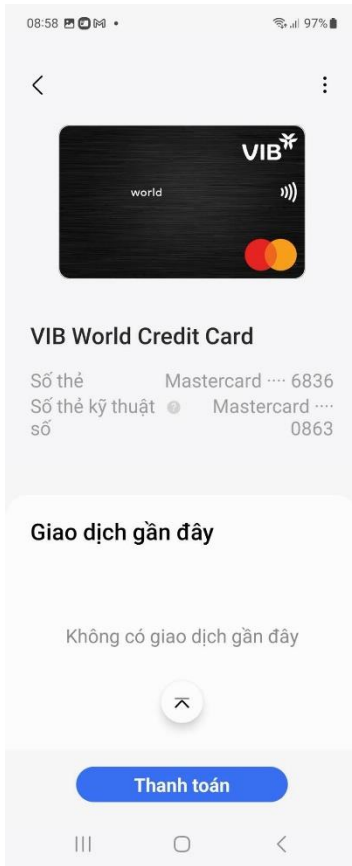 08:58 97%
VIB
world
VIB World Credit Card
Số thẻ Mastercard ···· 6836
Số thẻ kỹ thuật ? Mastercard ····
số 0863
Giao dịch gần đây
Không có giao dịch gần đây
Thanh toán